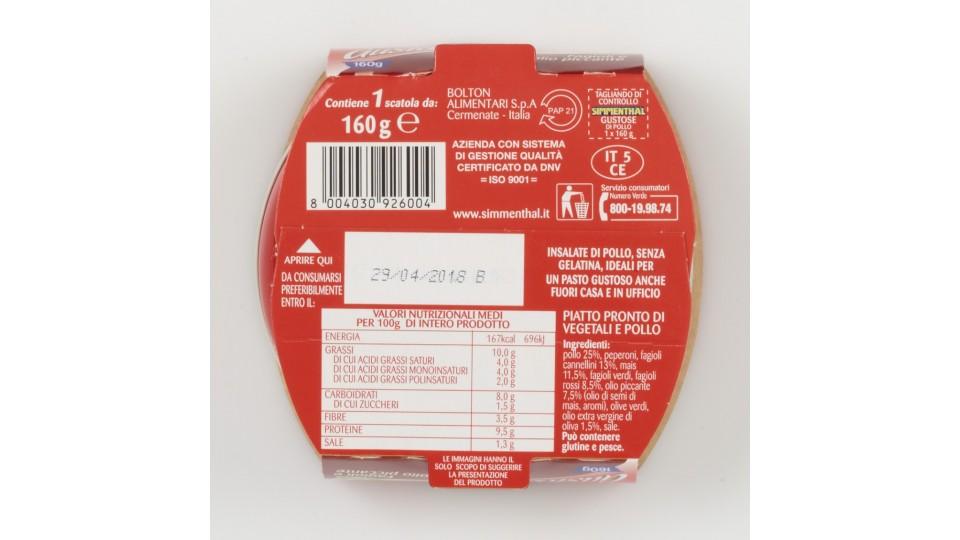 160g
olio piccante
Contiene 1 scatola da:
160 g e
BOLTON
ALIMENTARI S.p.A
Cermenate - Italia
PAP 21
TAGLIANDO DI
CONTROLLO
SIMMENTHAL
GUSTOSE
DI POLLO
1 x 160 g
AZIENDA CON SISTEMA
DI GESTIONE QUALITÀ
CERTIFICATO DA DNV
= ISO 9001 =
IT 5
CE
8 004030 926004
www.simmenthal.it
Servizio consumatori
Numero Verde
800-19.98.74
APRIRE QUI
DA CONSUMARSI
PREFERIBILMENTE
ENTRO IL:
29/04/2018 B
INSALATE DI POLLO, SENZA
GELATINA, IDEALI PER
UN PASTO GUSTOSO ANCHE
FUORI CASA E IN UFFICIO
VALORI NUTRIZIONALI MEDI
PER 100g DI INTERO PRODOTTO
ENERGIA 167kcal 696kJ
GRASSI 10,0 g
DI CUI ACIDI GRASSI SATURI 4,0 g
DI CUI ACIDI GRASSI MONOINSATURI 4,0 g
DI CUI ACIDI GRASSI POLINSATURI 2,0 g
CARBOIDRATI 8,0 g
DI CUI ZUCCHERI 1,5 g
FIBRE 3,5 g
PROTEINE 9,5 g
SALE 1,3 g
PIATTO PRONTO DI
VEGETALI E POLLO
Ingredienti:
pollo 25%, peperoni, fagioli
cannellini 13%, mais
11,5%, fagioli verdi, fagioli
rossi 8,5%, olio piccante
7,5% (olio di semi di
mais, aromi), olive verdi,
olio extra vergine di
oliva 1,5%, sale.
Può contenere
glutine e pesce.
LE IMMAGINI HANNO IL
SOLO SCOPO DI SUGGERIRE
LA PRESENTAZIONE
DEL PRODOTTO
olio piccante
160g